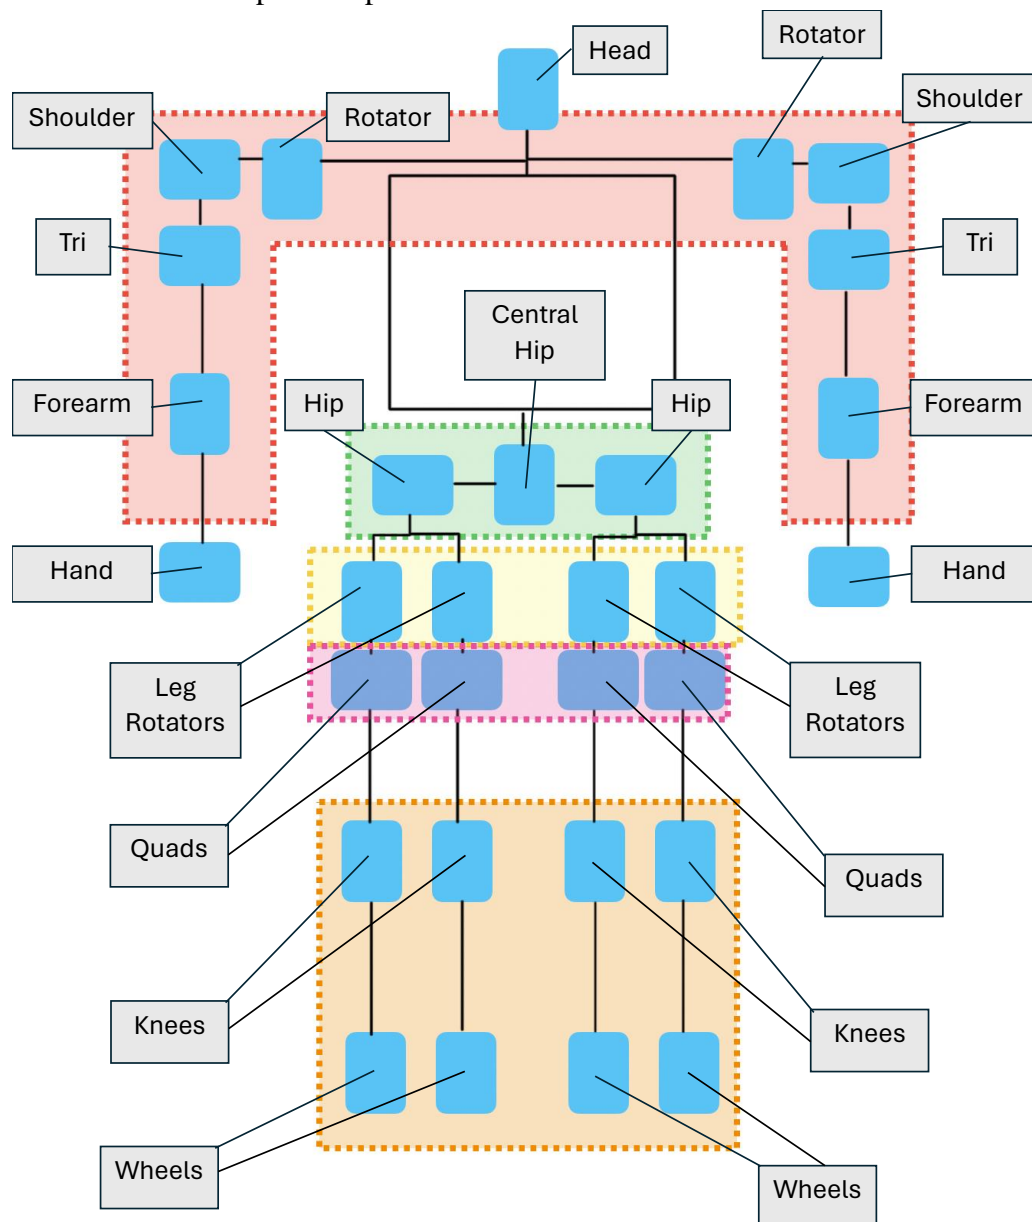 Head
Rotator
Shoulder
Shoulder
Rotator
Tri
Tri
Central
Hip
Forearm
Hip
Hip
Forearm
Hand
Hand
Leg
Rotators
Leg
Rotators
Quads
Quads
Knees
Knees
Wheels
Wheels